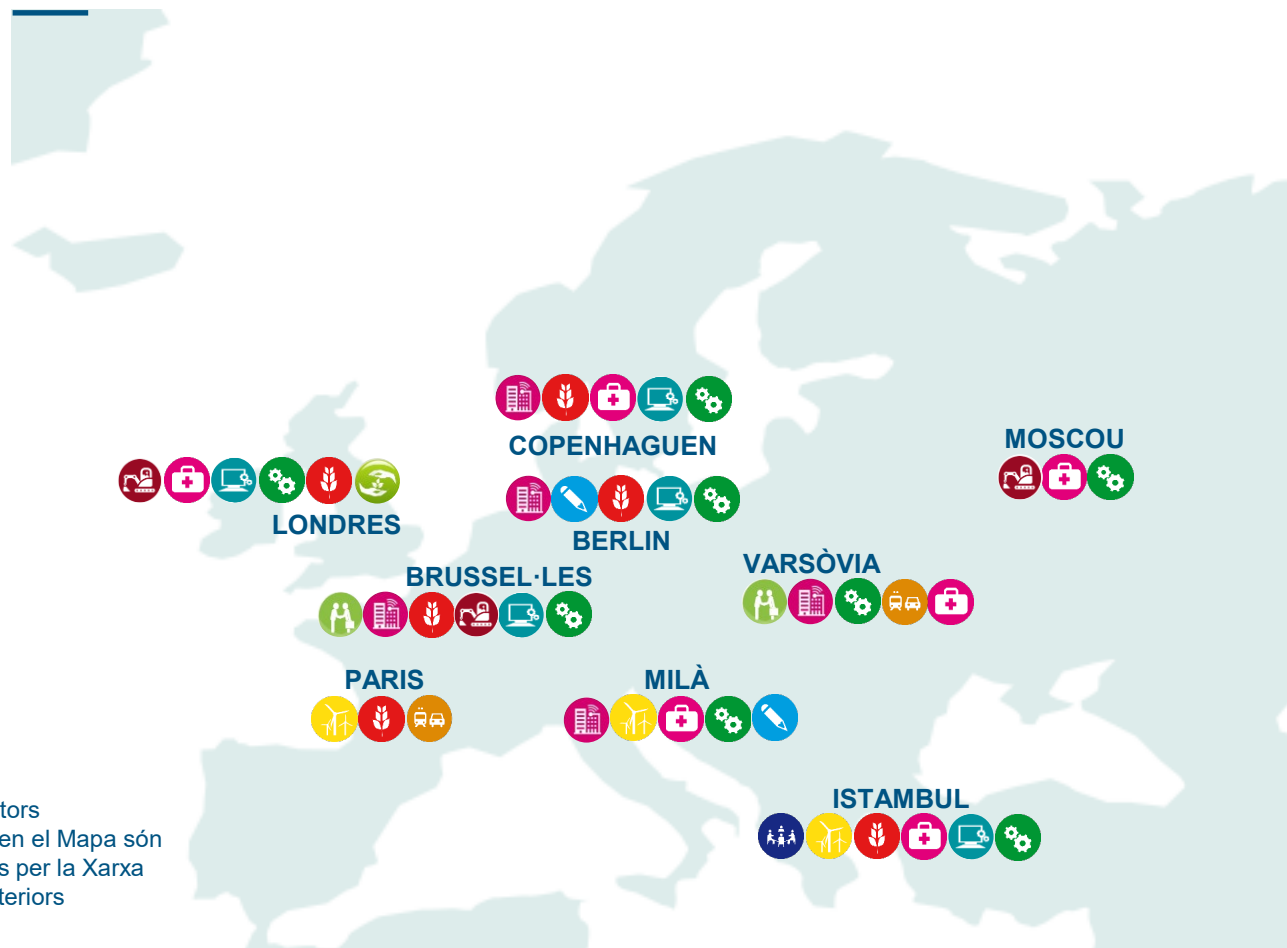 COPENHAGUEN
MOSCOU
LONDRES
BERLIN
VARSÒVIA
BRUSSEL·LES
PARIS
MILÀ
ISTAMBUL
tors
en el Mapa són
s per la Xarxa
teriors